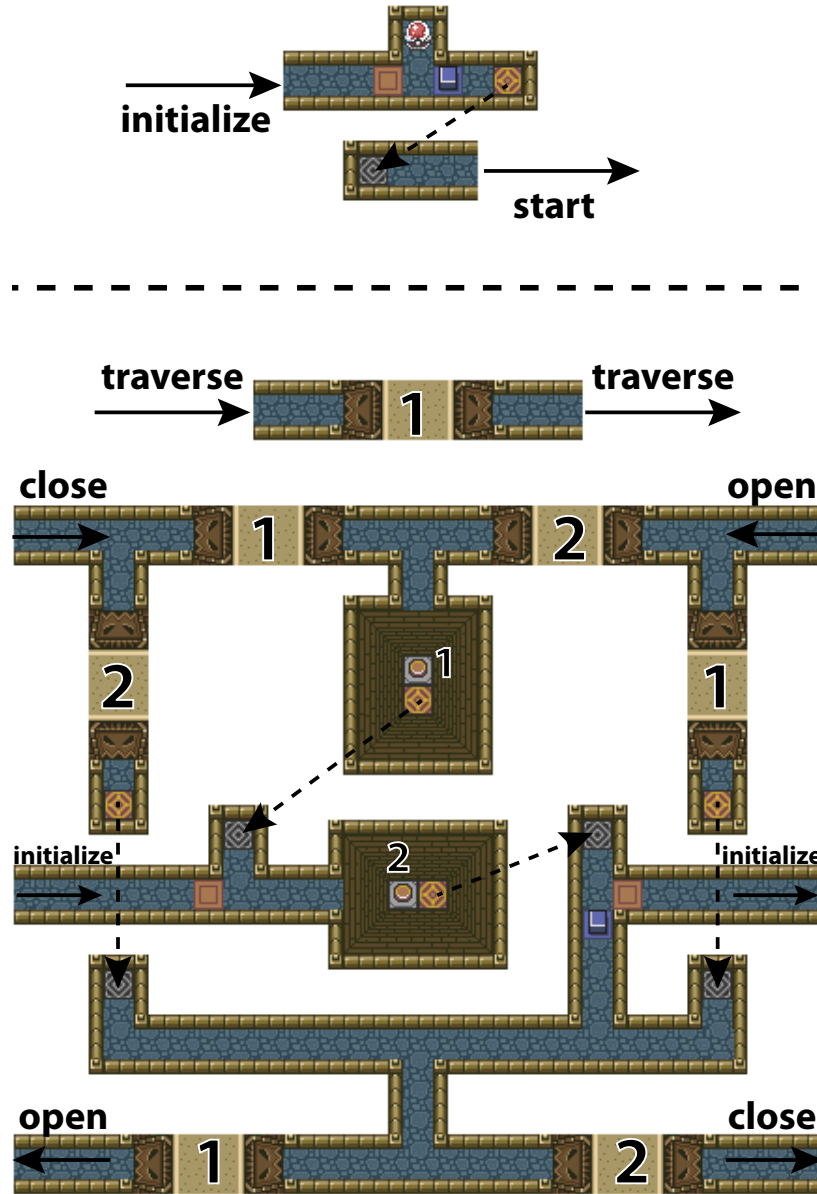 initialize
start
traverse
traverse
1
close
open
1
2
1
2
1
initialize
2
initialize
open
close
1
2